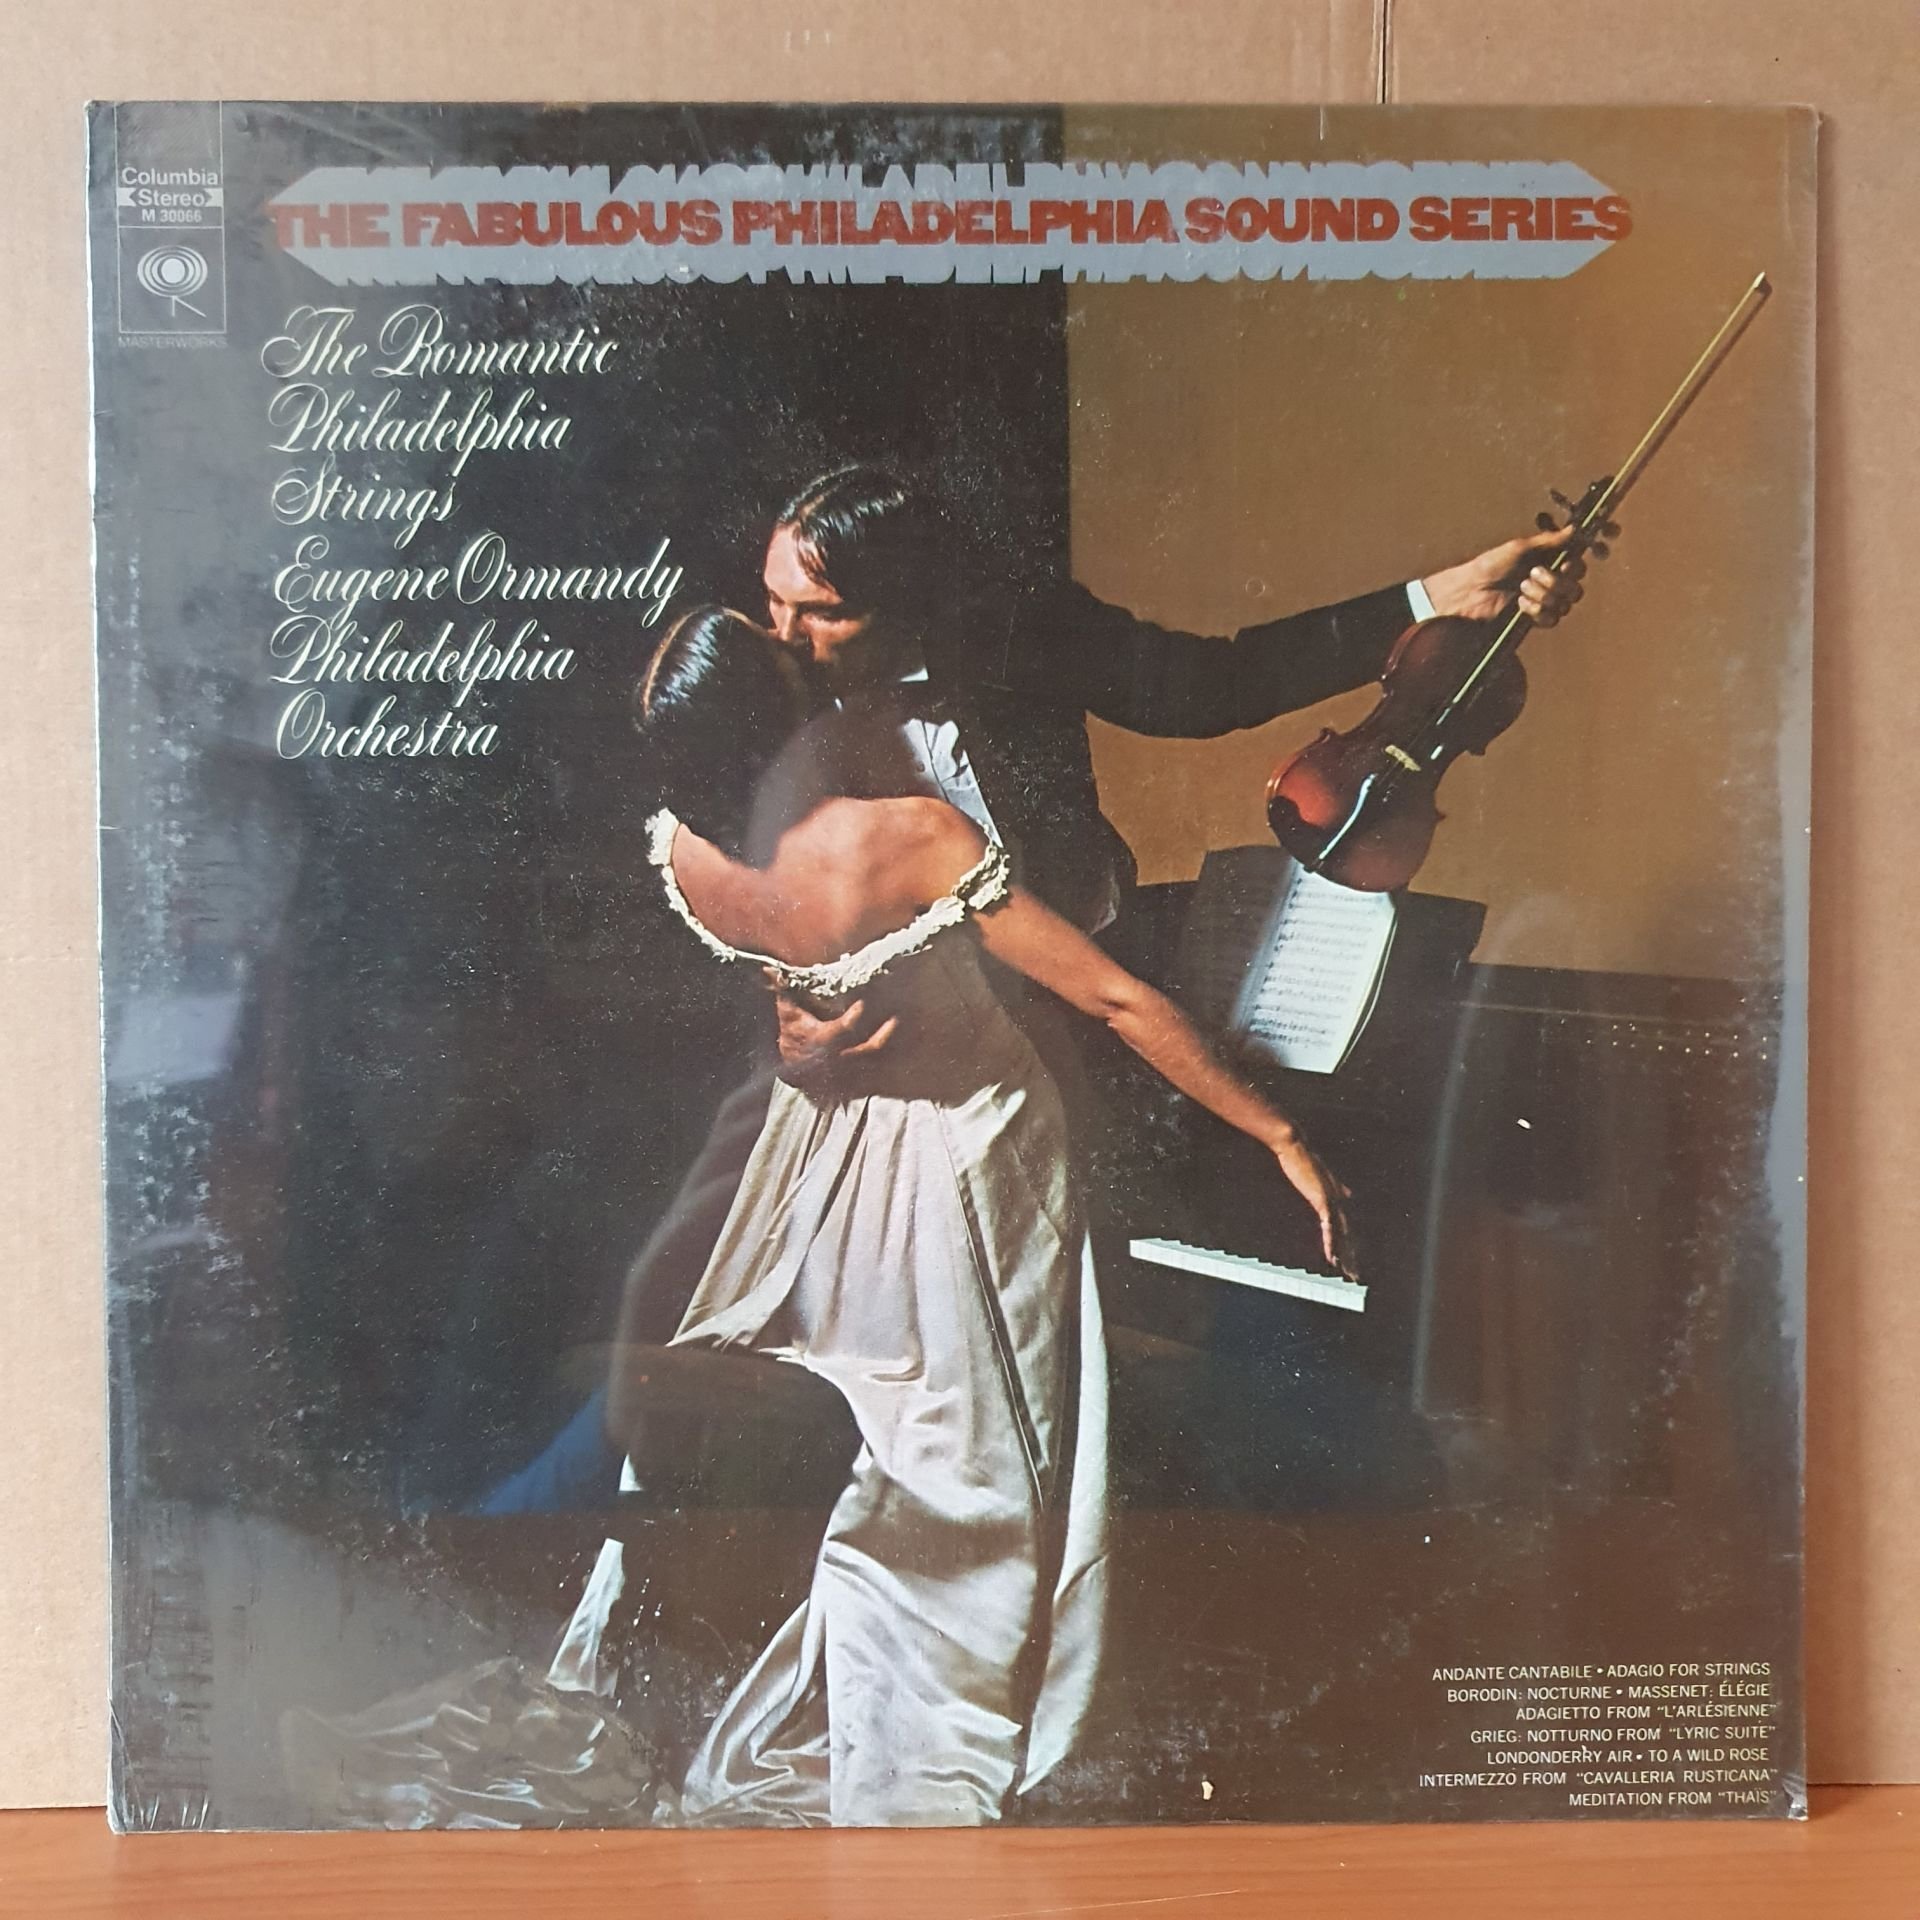 Columbia
Stereo
M 30066
MASTERWORKS
THE FABULOUS PHILADELPHIA SOUND SERIES
The Romantic
Philadelphia
Strings
Eugene Ormandy
Philadelphia
Orchestra
ANDANTE CANTABILE • ADAGIO FOR STRINGS
BORODIN: NOCTURNE • MASSENET: ÉLÉGIE
ADAGIETTO FROM "L'ARLÉSIENNE"
GRIEG: NOTTURNO FROM "LYRIC SUITE"
LONDONDERRY AIR • TO A WILD ROSE
INTERMEZZO FROM "CAVALLERIA RUSTICANA"
MEDITATION FROM "THAÏS"